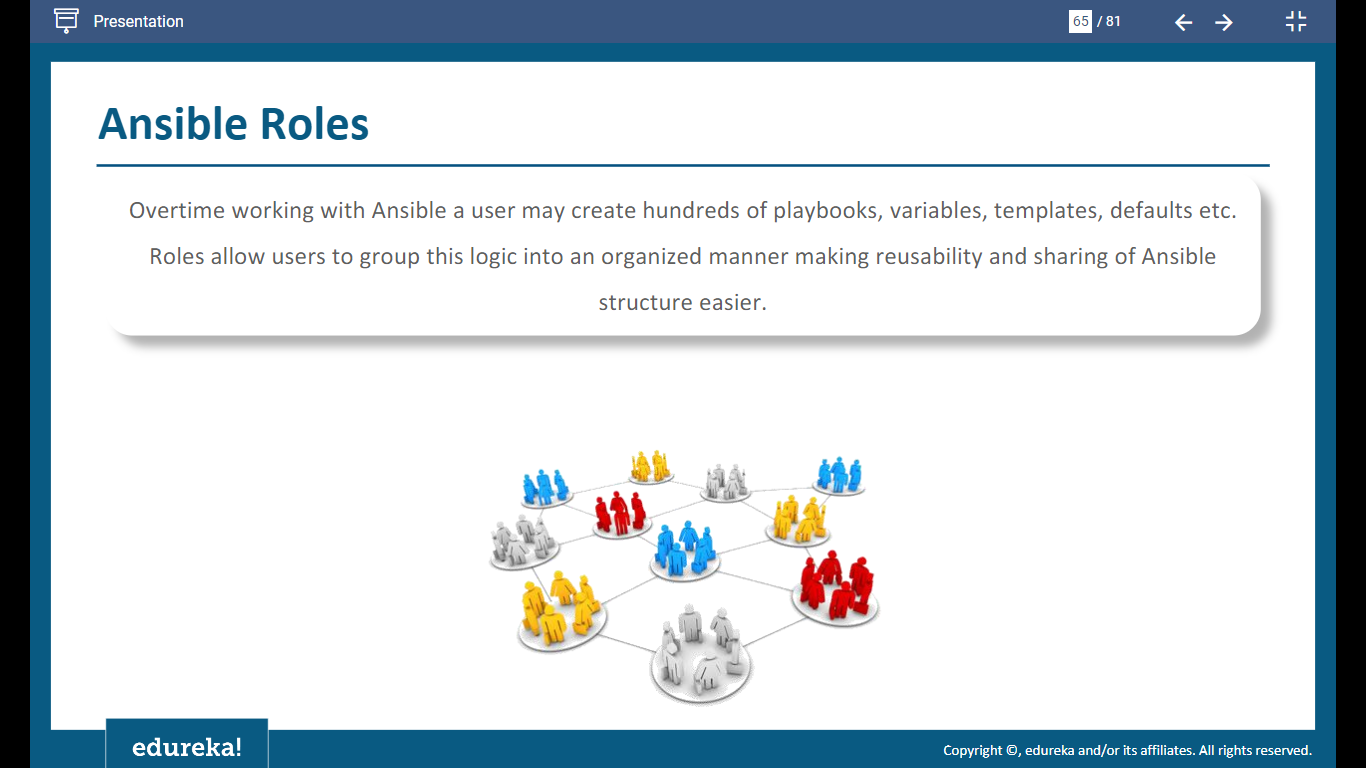 Presentation
65 / 81
Ansible Roles
Overtime working with Ansible a user may create hundreds of playbooks, variables, templates, defaults etc.
Roles allow users to group this logic into an organized manner making reusability and sharing of Ansible
structure easier.
edureka!
Copyright ©, edureka and/or its affiliates. All rights reserved.